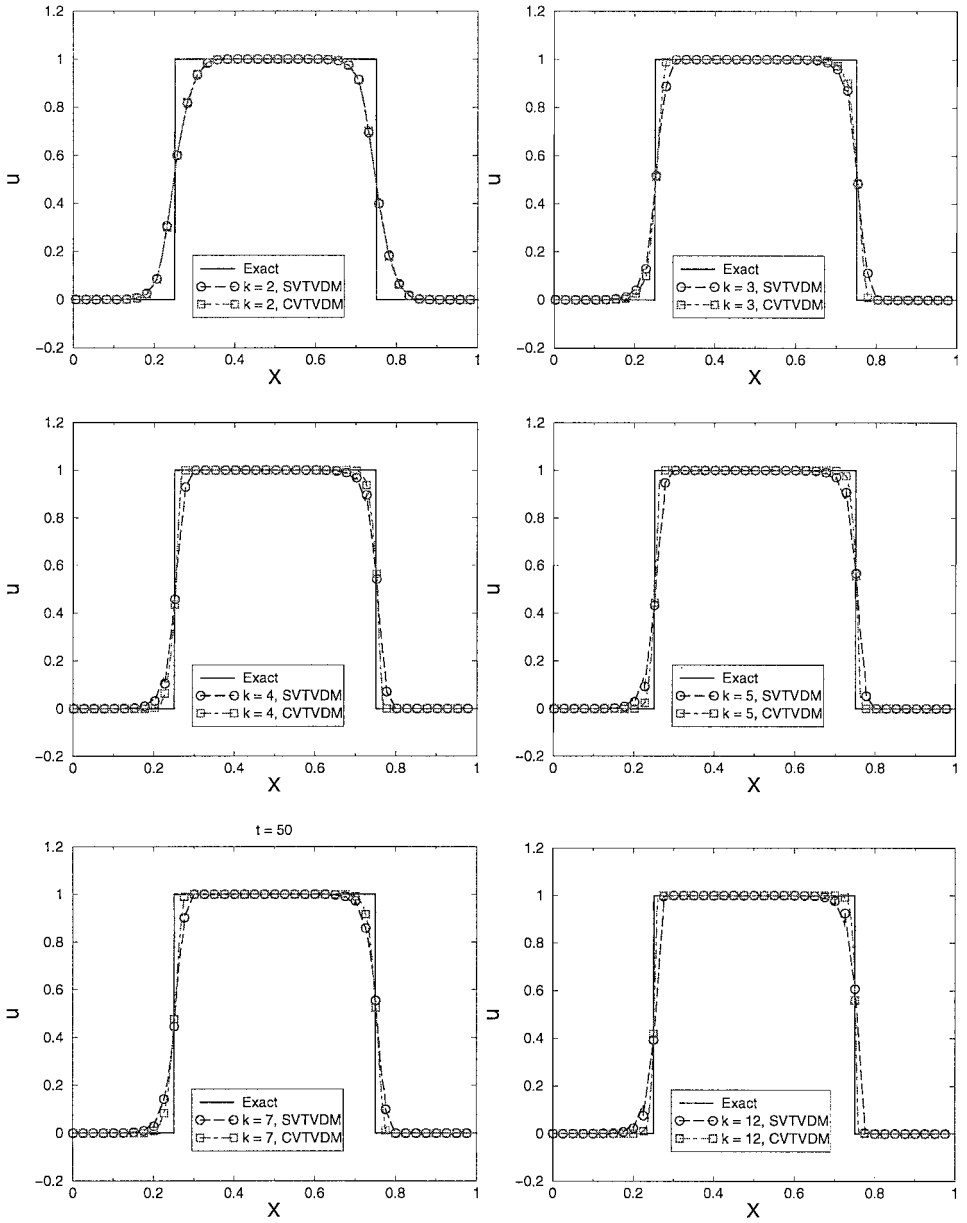 1.2
1
0.8
0.6
0.4
0.2
0
−0.2
u
0 0.2 0.4 0.6 0.8 1
X
Exact
k = 2, SVTVDM
k = 2, CVTVDM
1.2
1
0.8
0.6
0.4
0.2
0
−0.2
u
0 0.2 0.4 0.6 0.8 1
X
Exact
k = 3, SVTVDM
k = 3, CVTVDM
1.2
1
0.8
0.6
0.4
0.2
0
−0.2
u
0 0.2 0.4 0.6 0.8 1
X
Exact
k = 4, SVTVDM
k = 4, CVTVDM
1.2
1
0.8
0.6
0.4
0.2
0
−0.2
u
0 0.2 0.4 0.6 0.8 1
X
Exact
k = 5, SVTVDM
k = 5, CVTVDM
t = 50
1.2
1
0.8
0.6
0.4
0.2
0
−0.2
u
0 0.2 0.4 0.6 0.8 1
X
Exact
k = 7, SVTVDM
k = 7, CVTVDM
1.2
1
0.8
0.6
0.4
0.2
0
−0.2
u
0 0.2 0.4 0.6 0.8 1
X
Exact
k = 12, SVTVDM
k = 12, CVTVDM